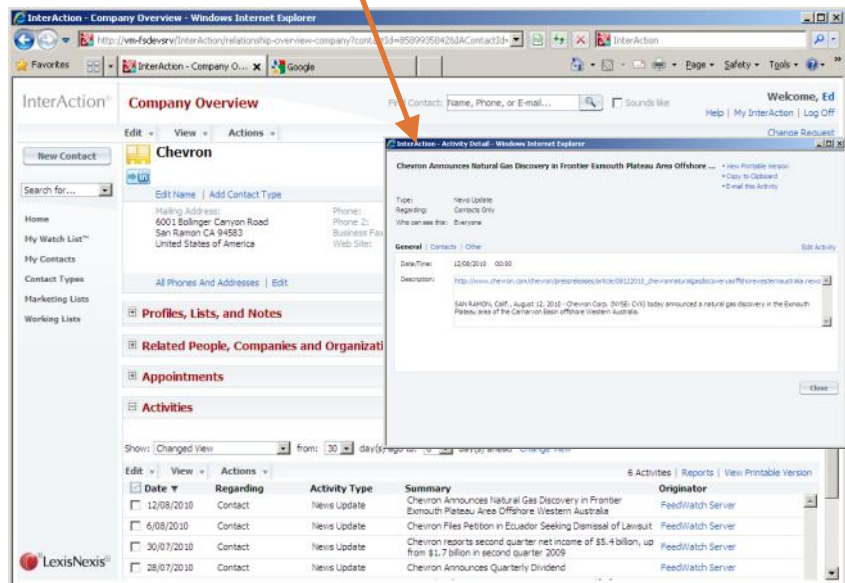 InterAction - Company Overview - Windows Internet Explorer
http://vm-fsdevsrv/InterAction/relationship-overview-company?contactId=8589935842&IAContactId=
InterAction
Favorites
InterAction - Company O...
Google
Page
Safety
Tools
InterAction®
Company Overview
Contact:
Name, Phone, or E-mail...
Sounds like
Welcome, Ed
Help | My InterAction | Log Off
Edit
View
Actions
Change Request
New Contact
Search for...
Home
My Watch List™
My Contacts
Contact Types
Marketing Lists
Working Lists
LexisNexis®
Chevron
Edit Name | Add Contact Type
Mailing Address:
6001 Bollinger Canyon Road
San Ramon CA 94583
United States of America
Phone:
Phone 2:
Business Fax
Web Site:
All Phones And Addresses | Edit
Profiles, Lists, and Notes
Related People, Companies and Organizati
Appointments
Activities
InterAction - Activity Detail - Windows Internet Explorer
Chevron Announces Natural Gas Discovery in Frontier Exmouth Plateau Area Offshore ...
View Printable Version
Copy to Clipboard
E-mail this Activity
Type: News Update
Regarding: Contacts Only
Who can see this: Everyone
General | Contacts | Other
Edit Activity
Date/Time: 12/08/2010 00:00
Description:
SAN RAMON, Calif., August 12, 2010 - Chevron Corp. (NYSE: CVX) today announced a natural gas discovery in the Exmouth
Plateau area of the Carnarvon Basin offshore Western Australia.
Close
Show: Changed View from: 30 day(s) ago to: 0 day(s) ahead Change View
Edit View Actions
6 Activities | Reports | View Printable Version
Date Regarding Activity Type Summary Originator
12/08/2010 Contact News Update Chevron Announces Natural Gas Discovery in Frontier
Exmouth Plateau Area Offshore Western Australia FeedWatch Server
6/08/2010 Contact News Update Chevron Files Petition in Ecuador Seeking Dismissal of Lawsuit FeedWatch Server
30/07/2010 Contact News Update Chevron reports second quarter net income of $5.4 billion, up
from $1.7 billion in second quarter 2009 FeedWatch Server
28/07/2010 Contact News Update Chevron Announces Quarterly Dividend FeedWatch Server